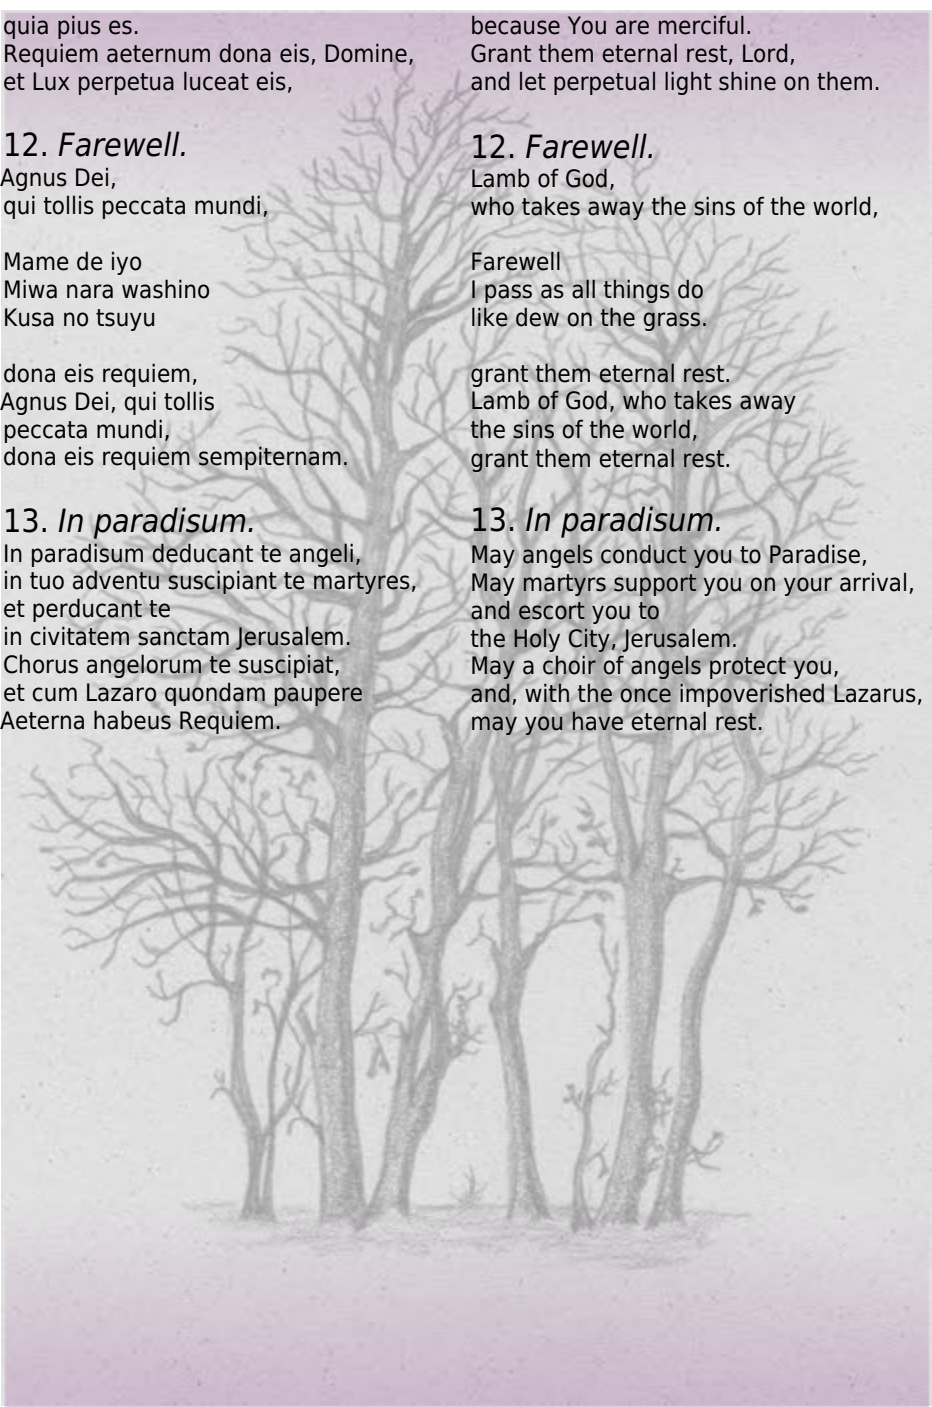 quia pius es.
Requiem aeternum dona eis, Domine,
et Lux perpetua luceat eis,
12. Farewell.
Agnus Dei,
qui tollis peccata mundi,
Mame de iyo
Miwa nara washino
Kusa no tsuyu
dona eis requiem,
Agnus Dei, qui tollis
peccata mundi,
dona eis requiem sempiternam.
13. In paradisum.
In paradisum deducant te angeli,
in tuo adventu suscipiant te martyres,
et perducant te
in civitatem sanctam Jerusalem.
Chorus angelorum te suscipiat,
et cum Lazaro quondam paupere
Aeterna habeus Requiem.
because You are merciful.
Grant them eternal rest, Lord,
and let perpetual light shine on them.
12. Farewell.
Lamb of God,
who takes away the sins of the world,
Farewell
I pass as all things do
like dew on the grass.
grant them eternal rest.
Lamb of God, who takes away
the sins of the world,
grant them eternal rest.
13. In paradisum.
May angels conduct you to Paradise,
May martyrs support you on your arrival,
and escort you to
the Holy City, Jerusalem.
May a choir of angels protect you,
and, with the once impoverished Lazarus,
may you have eternal rest.